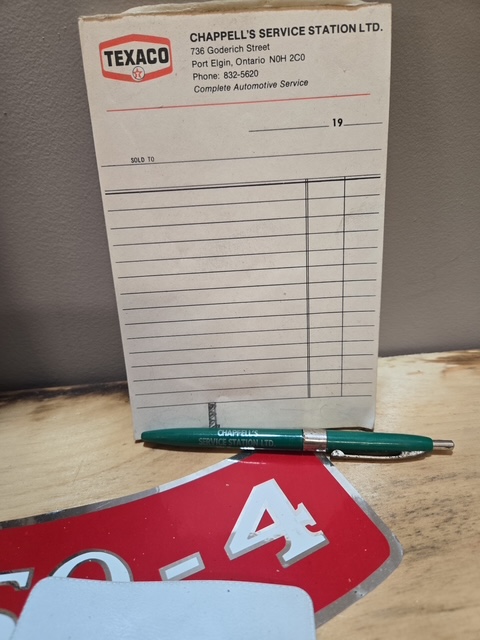 TEXACO
CHAPPELL'S SERVICE STATION LTD.
736 Goderich Street
Port Elgin, Ontario N0H 2C0
Phone: 832-5620
Complete Automotive Service
19
SOLD TO
CHAPPELL'S
SERVICE STATION LTD.
-4